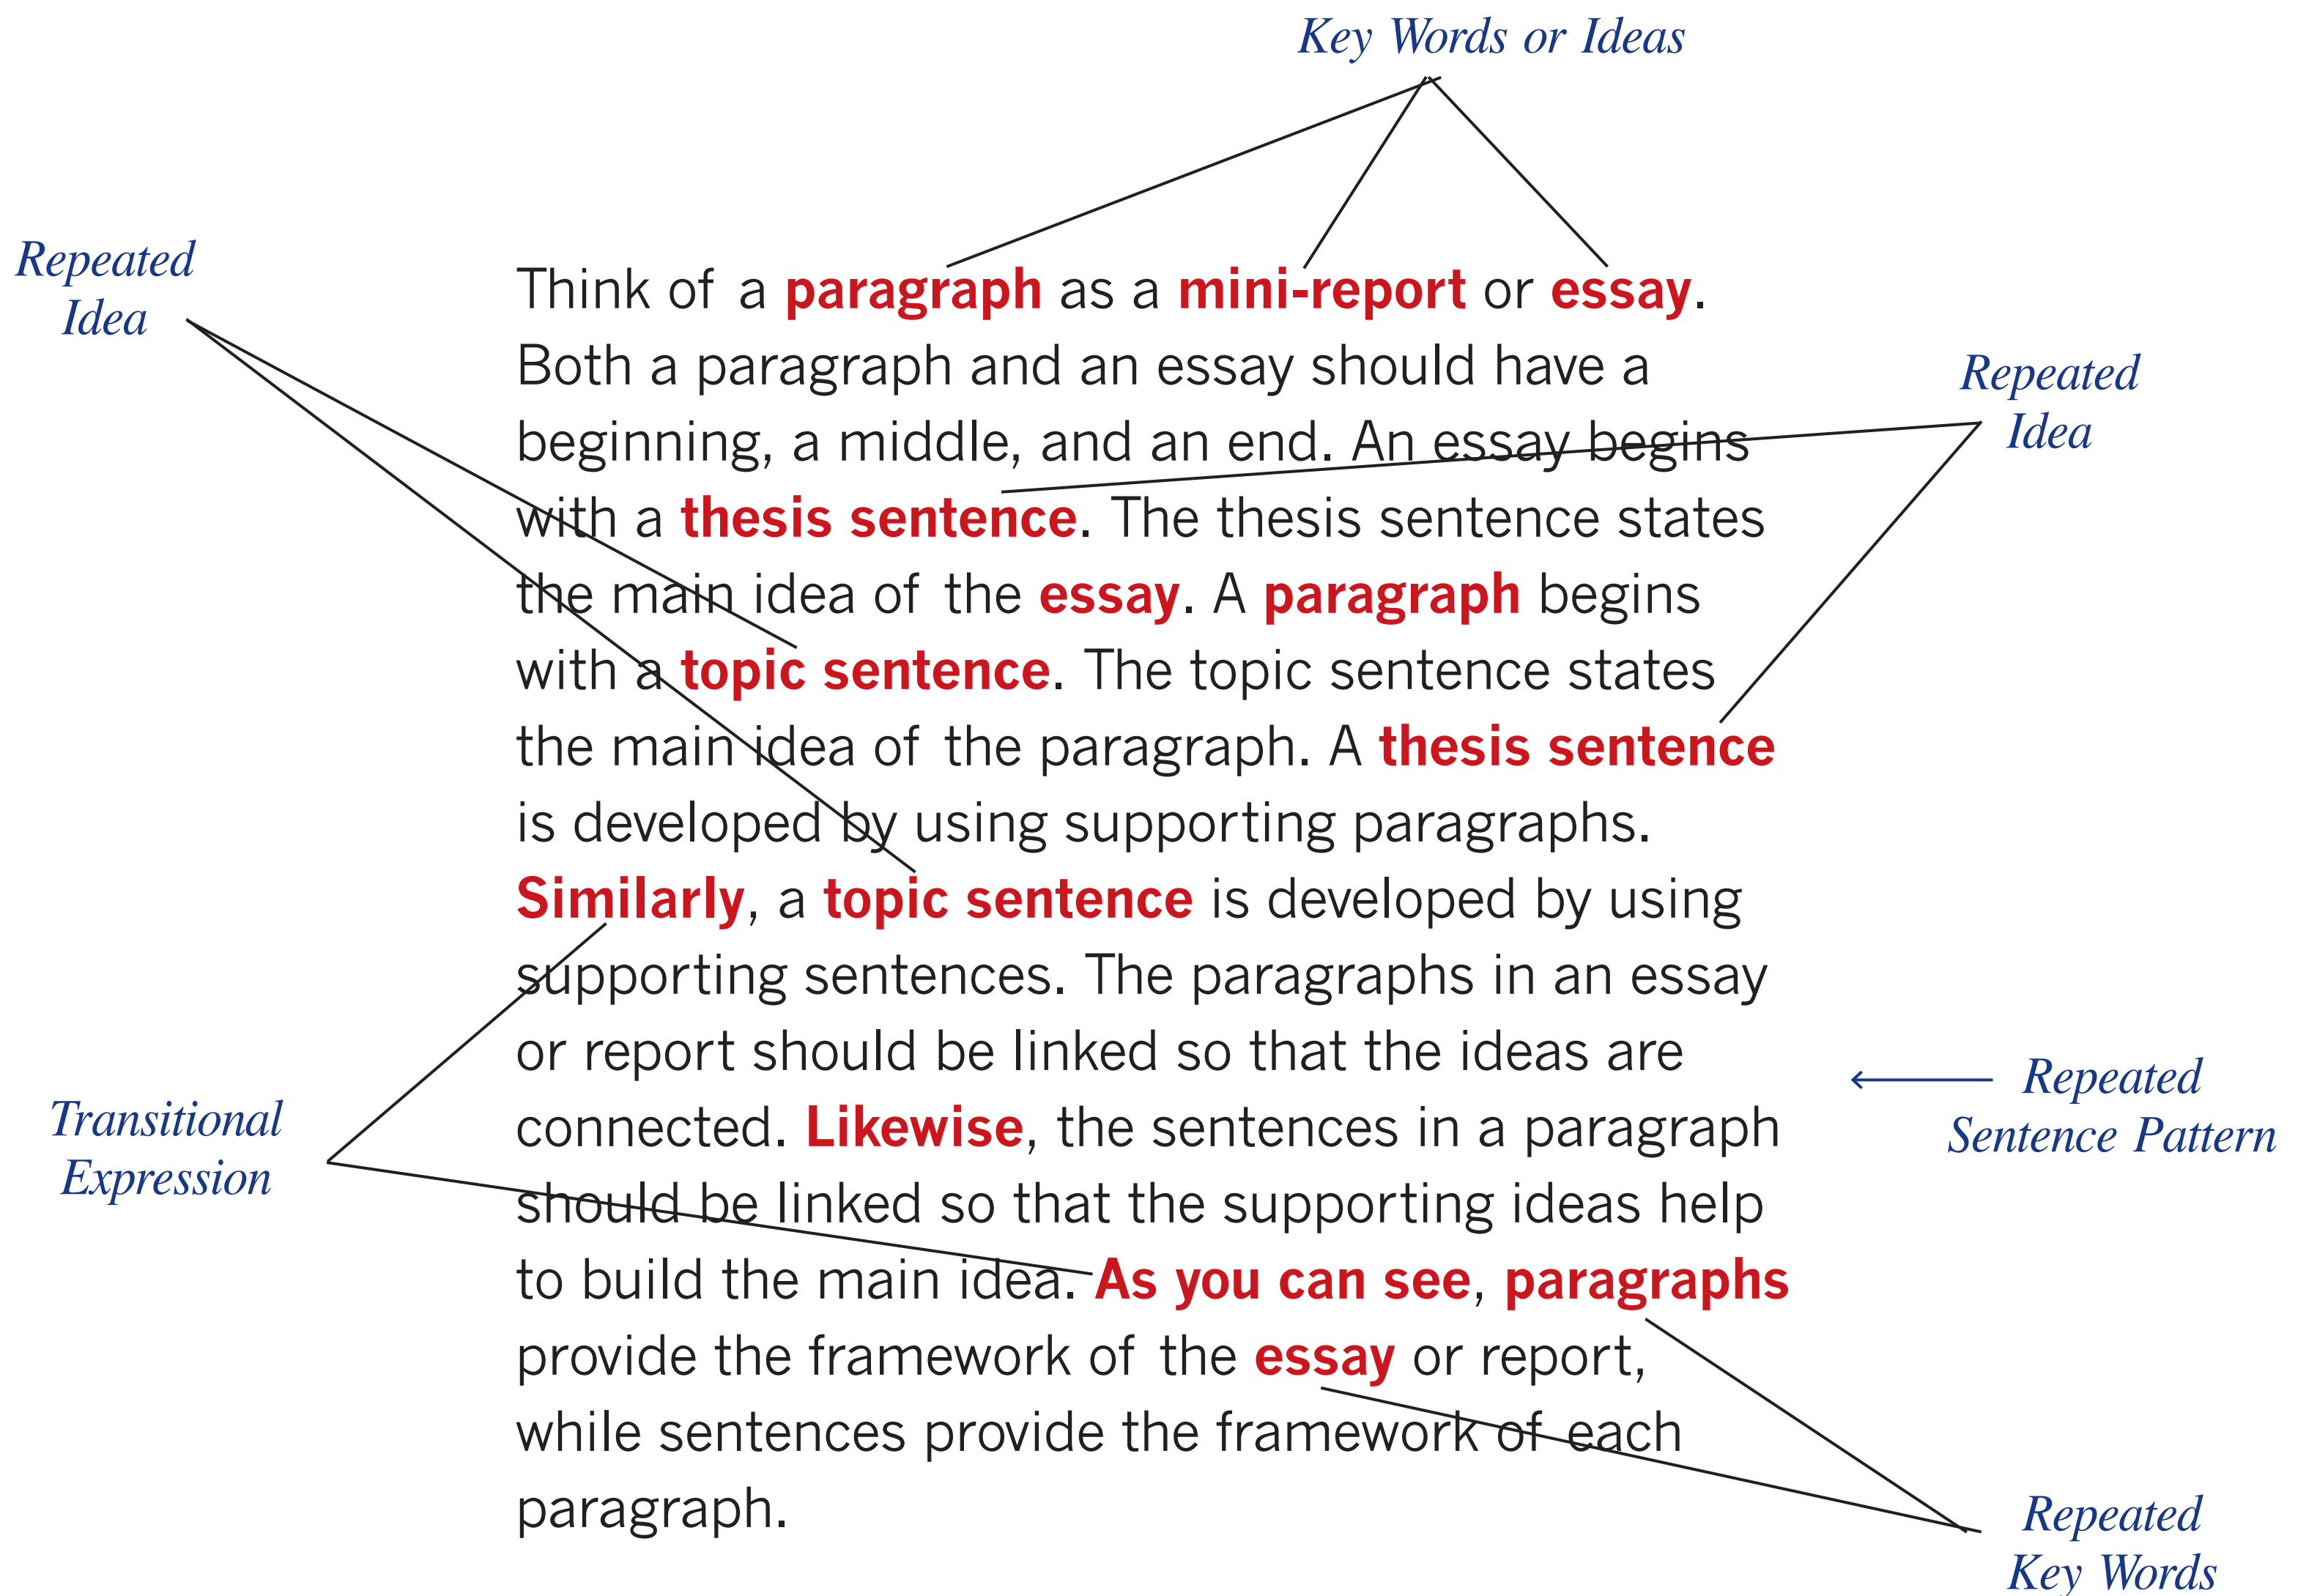 Key Words or Ideas
Repeated
Idea
Think of a paragraph as a mini-report or essay.
Both a paragraph and an essay should have a
beginning, a middle, and an end. An essay begins
with a thesis sentence. The thesis sentence states
the main idea of the essay. A paragraph begins
with a topic sentence. The topic sentence states
the main idea of the paragraph. A thesis sentence
is developed by using supporting paragraphs.
Similarly, a topic sentence is developed by using
supporting sentences. The paragraphs in an essay
or report should be linked so that the ideas are
connected. Likewise, the sentences in a paragraph
should be linked so that the supporting ideas help
to build the main idea. As you can see, paragraphs
provide the framework of the essay or report,
while sentences provide the framework of each
paragraph.
Repeated
Idea
Transitional
Expression
Repeated
Sentence Pattern
Repeated
Key Words